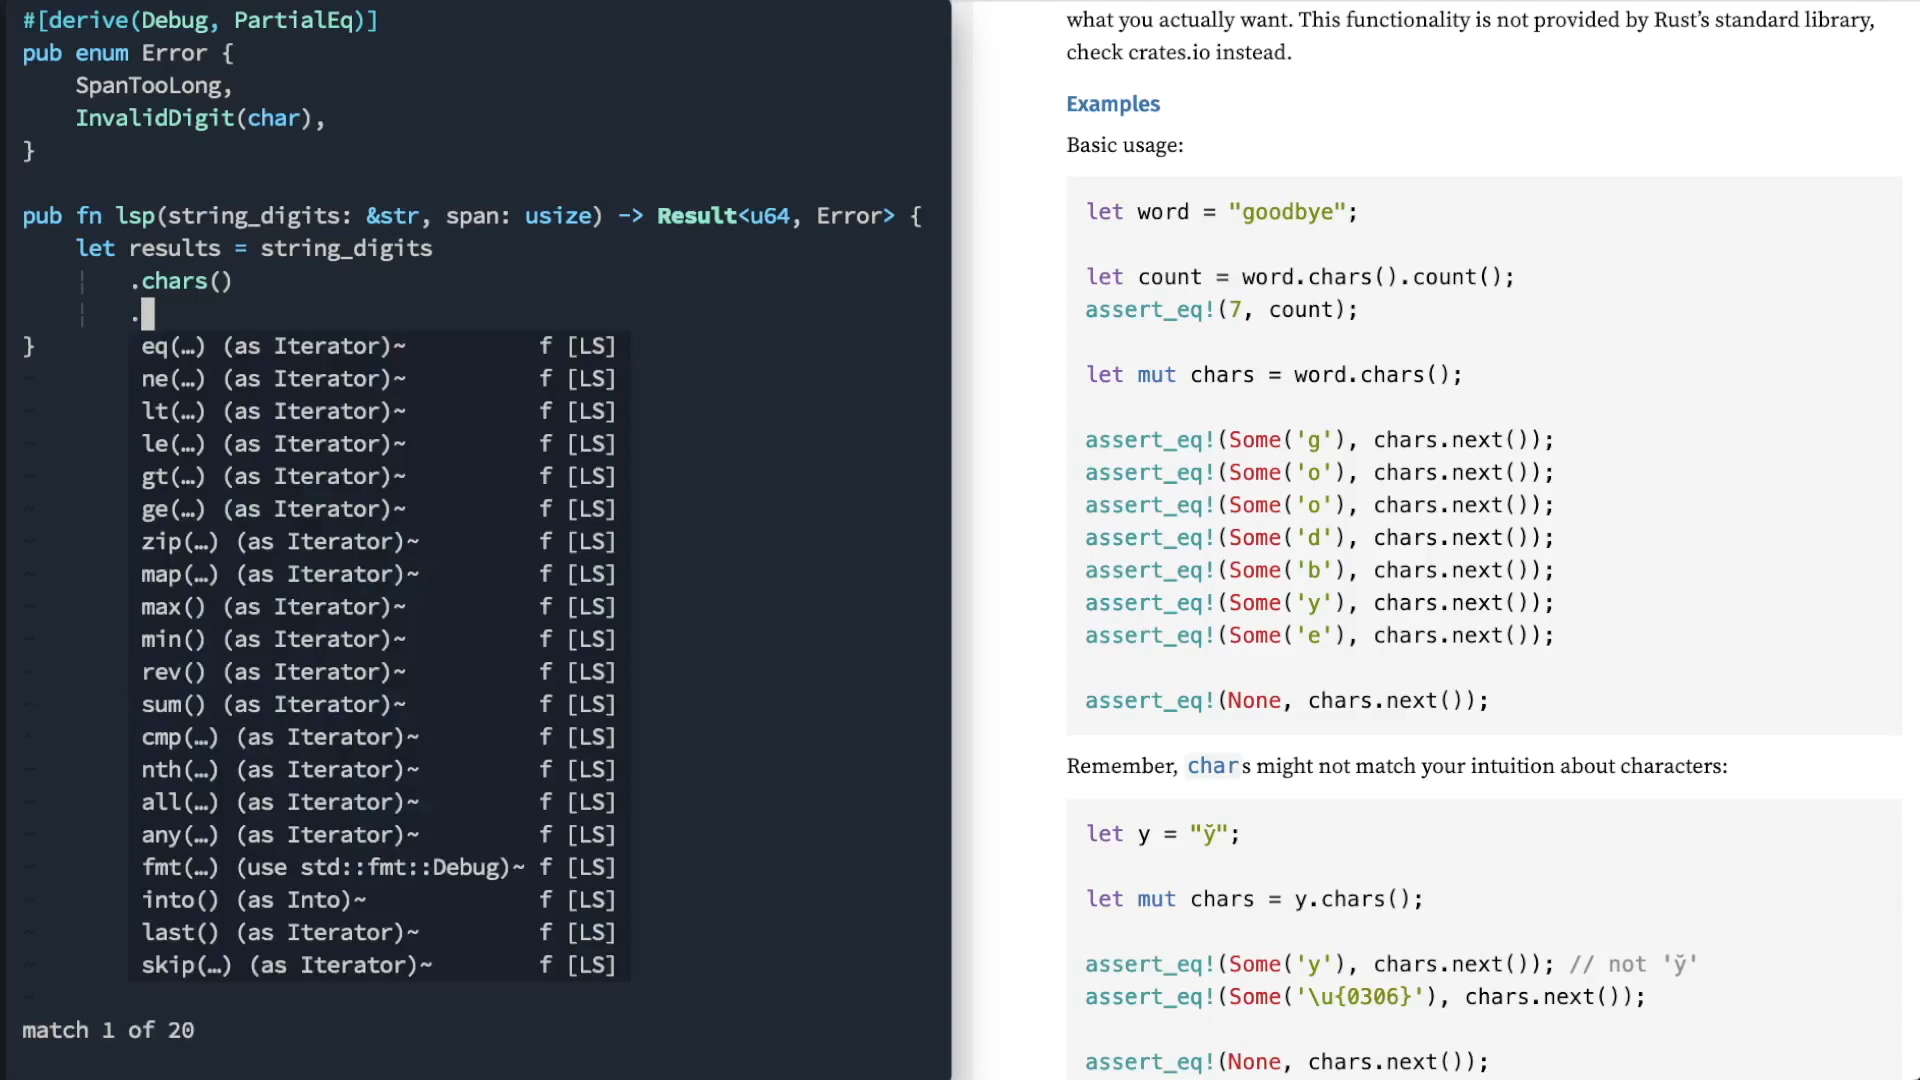 #[derive(Debug, PartialEq)]
pub enum Error {
    SpanTooLong,
    InvalidDigit(char),
}
pub fn lsp(string_digits: &str, span: usize) -> Result<u64, Error> {
    let results = string_digits
        .chars()
        .
}
eq(…) (as Iterator)~ f [LS]
ne(…) (as Iterator)~ f [LS]
lt(…) (as Iterator)~ f [LS]
le(…) (as Iterator)~ f [LS]
gt(…) (as Iterator)~ f [LS]
ge(…) (as Iterator)~ f [LS]
zip(…) (as Iterator)~ f [LS]
map(…) (as Iterator)~ f [LS]
max() (as Iterator)~ f [LS]
min() (as Iterator)~ f [LS]
rev() (as Iterator)~ f [LS]
sum() (as Iterator)~ f [LS]
cmp(…) (as Iterator)~ f [LS]
nth(…) (as Iterator)~ f [LS]
all(…) (as Iterator)~ f [LS]
any(…) (as Iterator)~ f [LS]
fmt(…) (use std::fmt::Debug)~ f [LS]
into() (as Into)~ f [LS]
last() (as Iterator)~ f [LS]
skip(…) (as Iterator)~ f [LS]
match 1 of 20
what you actually want. This functionality is not provided by Rust’s standard library,
check crates.io instead.
Examples
Basic usage:
let word = "goodbye";
let count = word.chars().count();
assert_eq!(7, count);
let mut chars = word.chars();
assert_eq!(Some('g'), chars.next());
assert_eq!(Some('o'), chars.next());
assert_eq!(Some('o'), chars.next());
assert_eq!(Some('d'), chars.next());
assert_eq!(Some('b'), chars.next());
assert_eq!(Some('y'), chars.next());
assert_eq!(Some('e'), chars.next());
assert_eq!(None, chars.next());
Remember, chars might not match your intuition about characters:
let y = "y̆";
let mut chars = y.chars();
assert_eq!(Some('y'), chars.next()); // not 'y̆'
assert_eq!(Some('\u{0306}'), chars.next());
assert_eq!(None, chars.next());